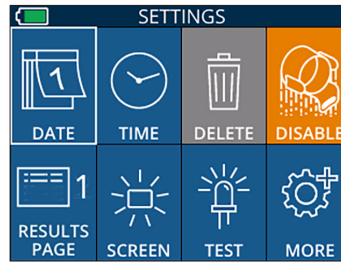 SETTINGS
1
DATE
TIME
DELETE
DISABLE
1
RESULTS
PAGE
SCREEN
TEST
MORE